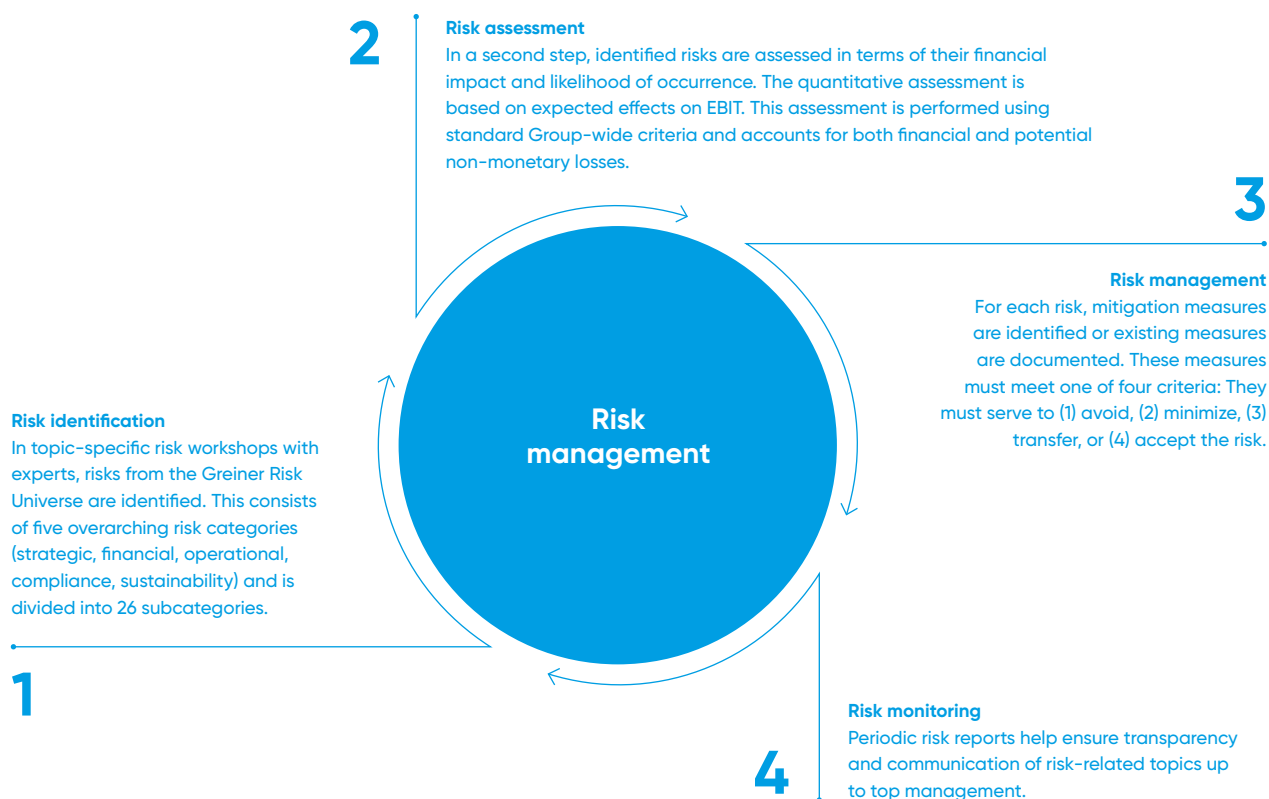 2
Risk assessment
In a second step, identified risks are assessed in terms of their financial
impact and likelihood of occurrence. The quantitative assessment is
based on expected effects on EBIT. This assessment is performed using
standard Group-wide criteria and accounts for both financial and potential
non-monetary losses.
3
Risk management
For each risk, mitigation measures
are identified or existing measures
are documented. These measures
must meet one of four criteria: They
must serve to (1) avoid, (2) minimize, (3)
transfer, or (4) accept the risk.
Risk
management
Risk identification
In topic-specific risk workshops with
experts, risks from the Greiner Risk
Universe are identified. This consists
of five overarching risk categories
(strategic, financial, operational,
compliance, sustainability) and is
divided into 26 subcategories.
1
Risk monitoring
Periodic risk reports help ensure transparency
and communication of risk-related topics up
to top management.
4